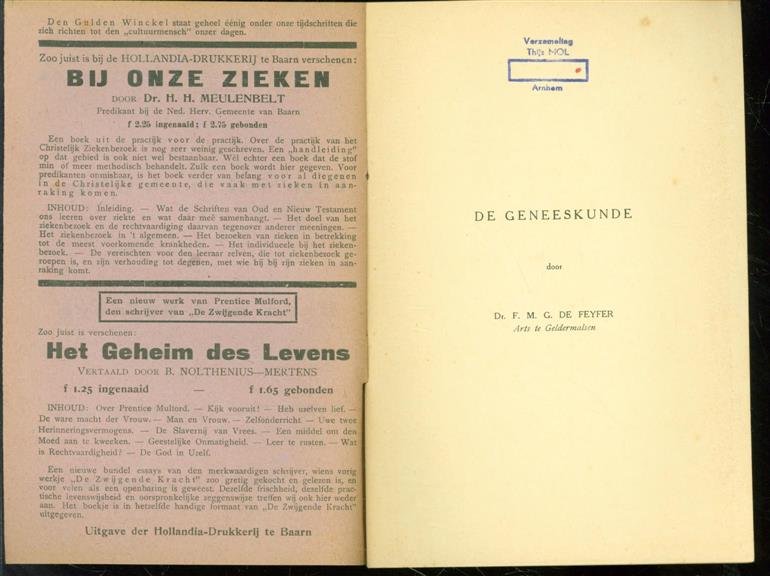 Den Gulden Winckel staat geheel éénig onder onze tijdschriften die
zich richten tot den „cultuurmensch" onzer dagen.
Zoo juist is bij de HOLLANDIA-DRUKKERIJ te Baarn verschenen:
BIJ ONZE ZIEKEN
DOOR Dr. H. H. MEULENBELT
Predikant bij de Ned. Herv. Gemeente van Baarn
f 2.25 ingenaaid; f 2.75 gebonden
Een boek uit de practijk voor de practijk. Over de practijk van het
Christelijk Ziekenbezoek is nog zeer weinig geschreven. Een „handleiding"
op dat gebied is ook niet wel bestaanbaar. Wèl echter een boek dat de stof
min of meer methodisch behandelt. Zulk een boek wordt hier gegeven. Voor
predikanten onmisbaar, is het boek verder van belang voor al diegenen
in de Christelijke gemeente, die vaak met zieken in aan-
raking komen.
INHOUD: Inleiding. — Wat de Schriften van Oud en Nieuw Testament
ons leeren over ziekte en wat daar meê samenhangt. — Het doel van het
ziekenbezoek en de rechtvaardiging daarvan tegenover anderer meeningen. —
Het ziekenbezoek in 't algemeen. — Het bezoeken van zieken in betrekking
tot de meest voorkomende krankheden. — Het individueele bij het zieken-
bezoek. — De vereischten voor den leeraar zelven, die tot ziekenbezoek ge-
roepen is, en zijn verhouding tot degenen, met wie hij bij zijn zieken in aan-
raking komt.
Een nieuw werk van Prentice Mulford,
den schrijver van „De Zwijgende Kracht"
Zoo juist is verschenen:
Het Geheim des Levens
VERTAALD DOOR B. NOLTHENIUS—MERTENS
f 1.25 ingenaaid — f 1.65 gebonden
INHOUD: Over Prentice Mulford. — Kijk vooruit! — Heb uzelven lief. —
De ware macht der Vrouw. — Man en Vrouw. — Zelfonderricht. — Uwe twee
Herinneringsvermogens. — De Slavernij van Vrees. — Een middel om den
Moed aan te kweeken. — Geestelijke Onmatigheid. — Leer te rusten. — Wat
is Rechtvaardigheid? — De God in Uzelf.
Een nieuwe bundel essays van den merkwaardigen schrijver, wiens vorig
werkje „De Zwijgende Kracht" zoo gretig gekocht en gelezen is, en
voor velen als een openbaring is geweest. Dezelfde frischheid, dezelfde prac-
tische levenswijsheid en oorspronkelijke zeggenswijze treffen wij ook hier weder
aan. Het boekje is in hetzelfde handige formaat van „De Zwijgende Kracht"
uitgegeven.
Uitgave der Hollandia-Drukkerij te Baarn
Verzameling
Thijs MOL
Arnhem
DE GENEESKUNDE
door
Dr. F. M. G. DE FEYFER
Arts te Geldermalsen